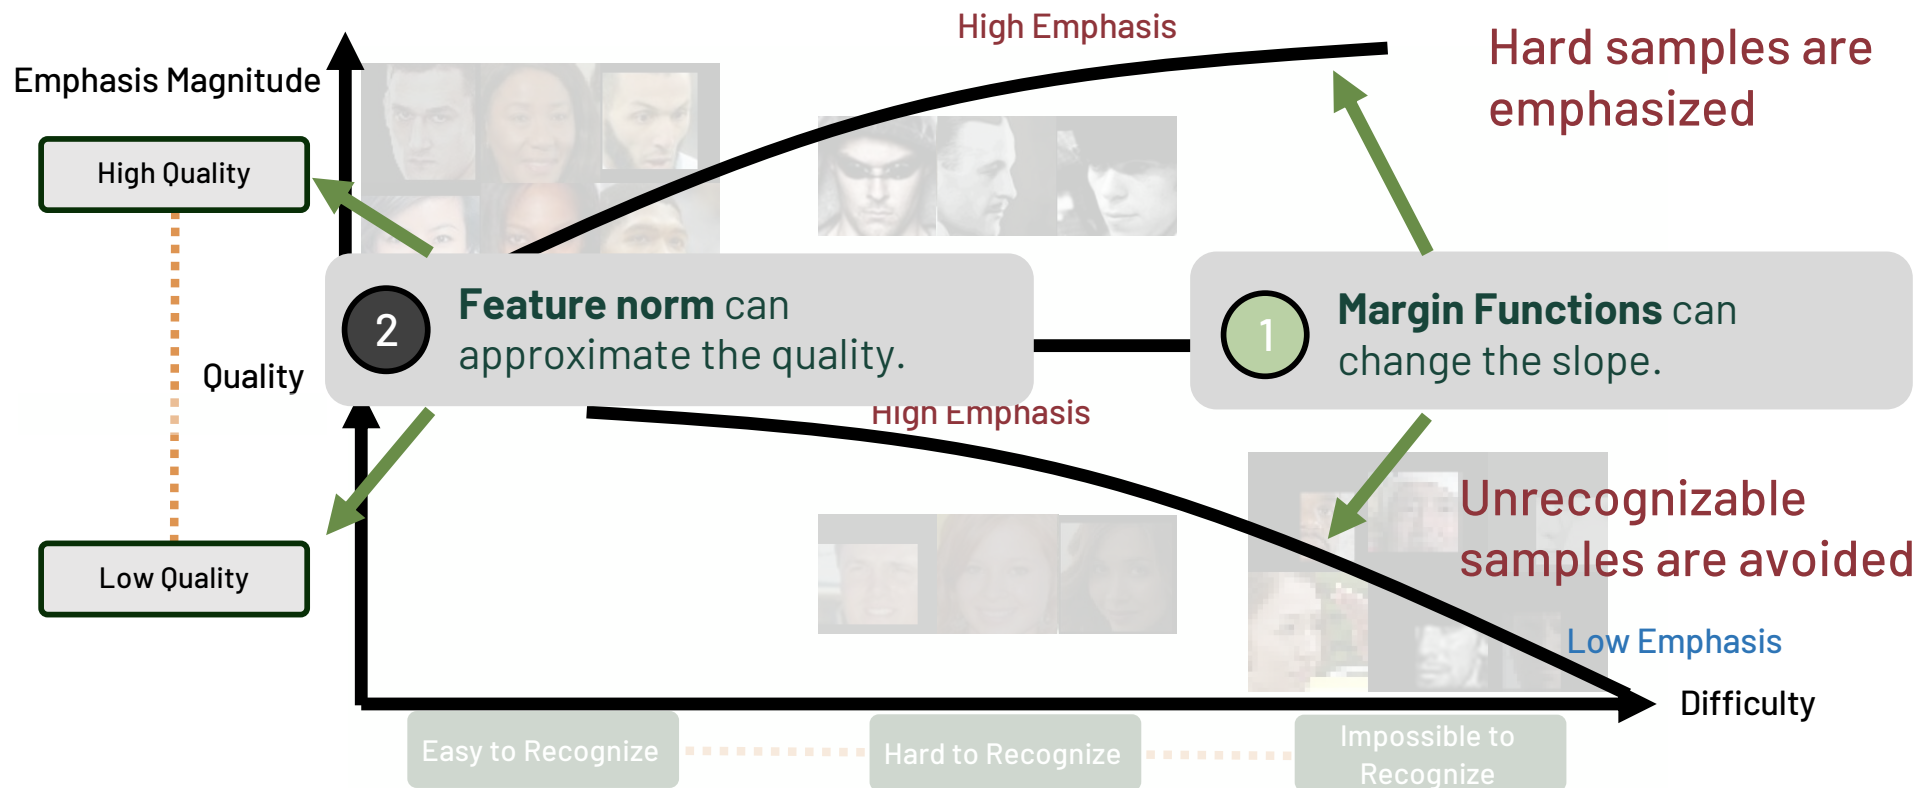 High Emphasis
Hard samples are
emphasized
Emphasis Magnitude
High Quality
2
Feature norm can
approximate the quality.
1
Margin Functions can
change the slope.
Quality
High Emphasis
Unrecognizable
samples are avoided
Low Quality
Low Emphasis
Difficulty
Easy to Recognize
Hard to Recognize
Impossible to
Recognize